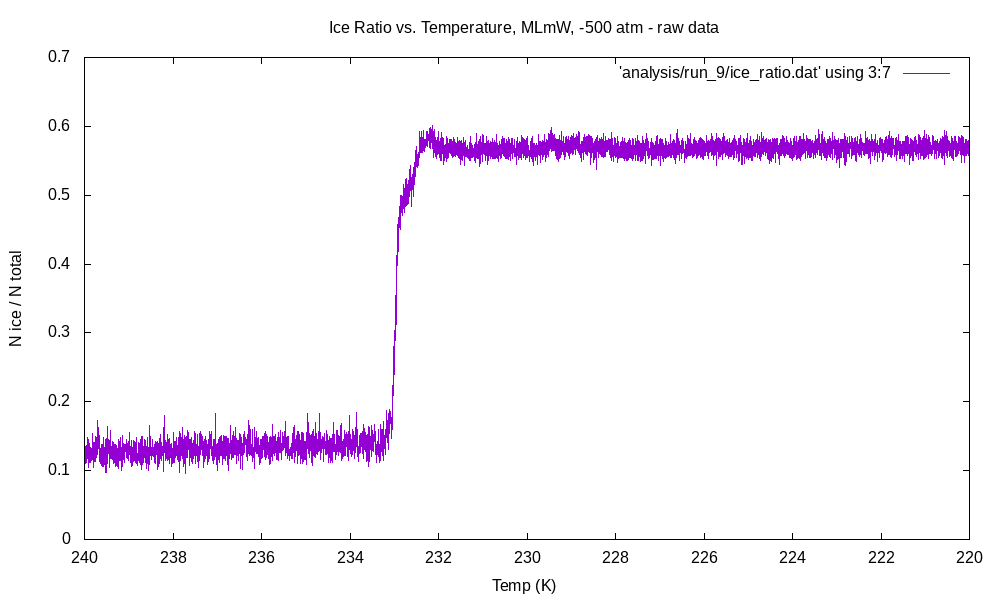 Ice Ratio vs. Temperature, MLmW, -500 atm - raw data
'analysis/run_9/ice_ratio.dat' using 3:7
N ice / N total
0.7
0.6
0.5
0.4
0.3
0.2
0.1
0
240 238 236 234 232 230 228 226 224 222 220
Temp (K)